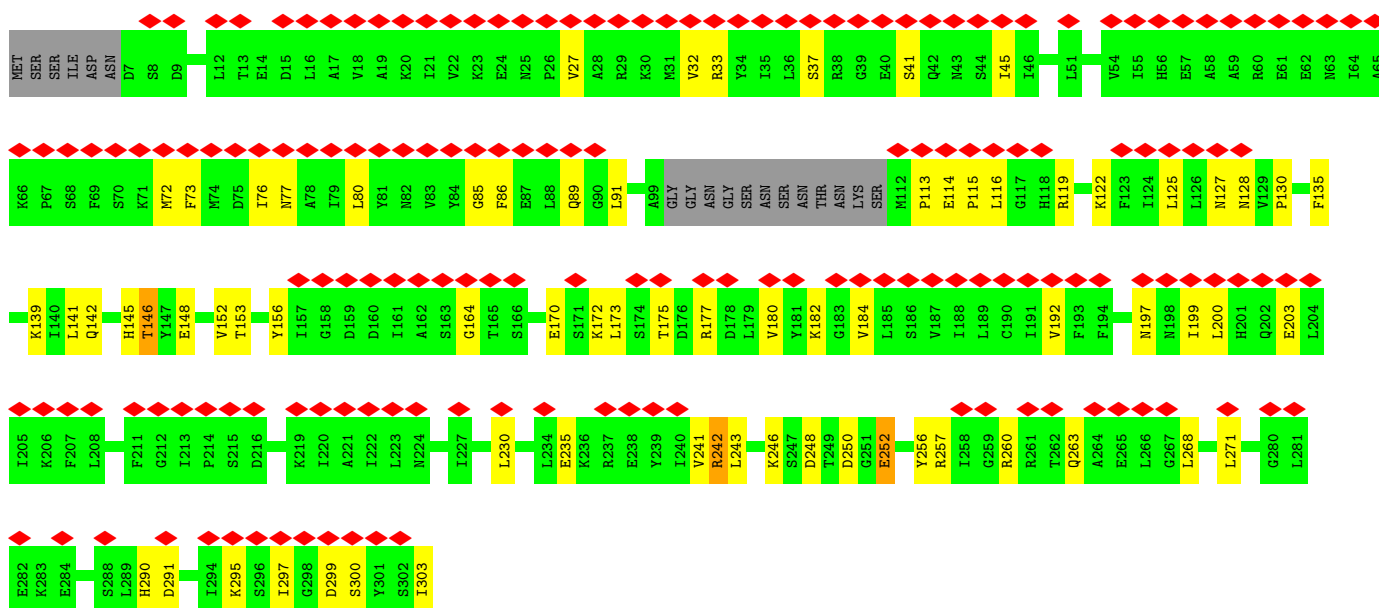 MET SER SER ILE ASP ASN D7 S8 D9 L12 T13 E14 D15 L16 A17 V18 A19 K20 I21 V22 K23 E24 N25 P26 V27 A28 R29 K30 M31 V32 R33 Y34 I35 L36 S37 R38 G39 E40 S41 Q42 N43 S44 I45 I46 L51 V54 I55 H56 E57 A58 A59 R60 E61 E62 N63 I64 A65
K66 P67 S68 F69 S70 K71 M72 F73 M74 D75 I76 N77 A78 I79 L80 Y81 N82 V83 Y84 G85 F86 E87 L88 Q89 G90 L91 A99 GLY GLY ASN GLY SER ASN SER ASN THR ASN LYS SER M112 P113 E114 P115 L116 G117 H118 R119 K122 F123 I124 L125 L126 N127 N128 V129 P130 F135
K139 I140 L141 Q142 H145 T146 Y147 E148 V152 T153 Y156 I157 G158 D159 D160 I161 A162 S163 G164 T165 S166 E170 S171 K172 L173 S174 T175 D176 R177 D178 L179 V180 Y181 K182 G183 V184 L185 S186 V187 I188 L189 C190 I191 V192 F193 F194 N197 N198 I199 L200 H201 Q202 E203 L204
I205 K206 F207 L208 F211 G212 I213 P214 S215 D216 K219 I220 A221 I222 L223 N224 I227 L230 L234 E235 K236 R237 E238 Y239 I240 V241 R242 L243 K246 S247 D248 T249 D250 G251 E252 Y256 R257 I258 G259 R260 R261 T262 Q263 A264 E265 L266 G267 L268 L271 G280 L281
E282 K283 E284 S288 L289 H290 D291 I294 K295 S296 I297 G298 D299 S300 Y301 S302 I303